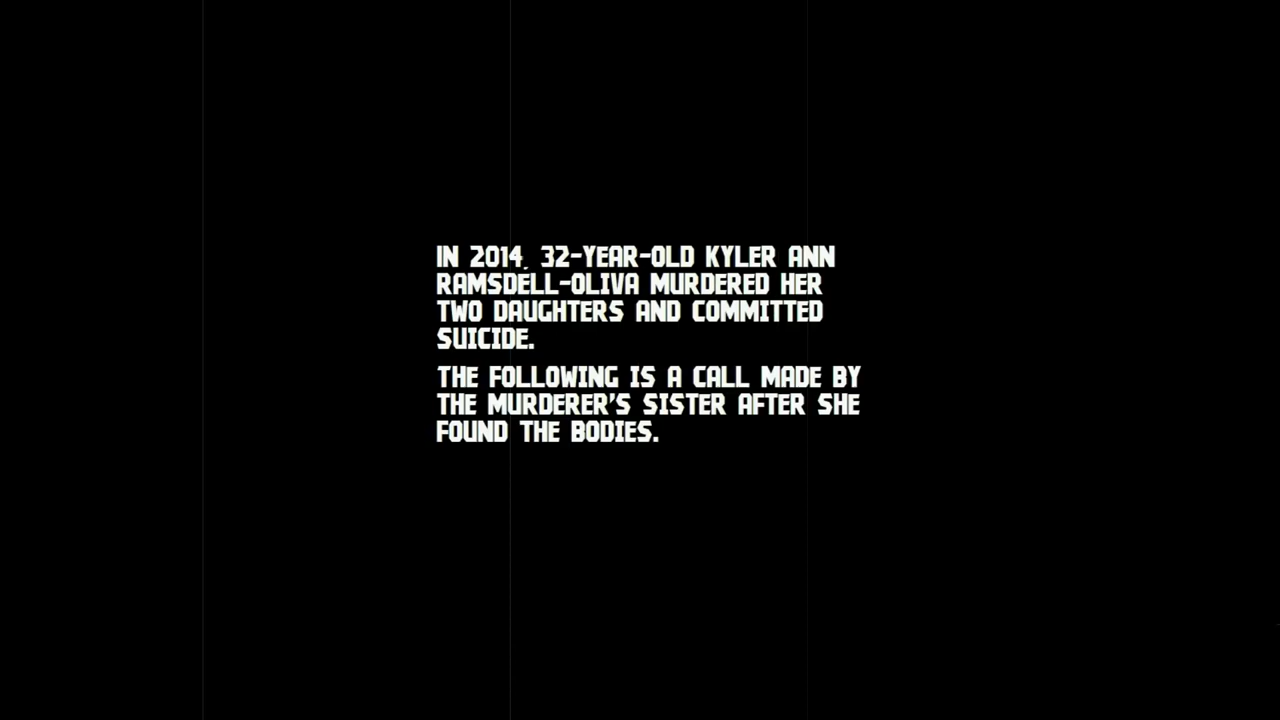 IN 2014, 32-YEAR-OLD KYLER ANN
RAMSDELL-OLIVA MURDERED HER
TWO DAUGHTERS AND COMMITTED
SUICIDE.
THE FOLLOWING IS A CALL MADE BY
THE MURDERER'S SISTER AFTER SHE
FOUND THE BODIES.